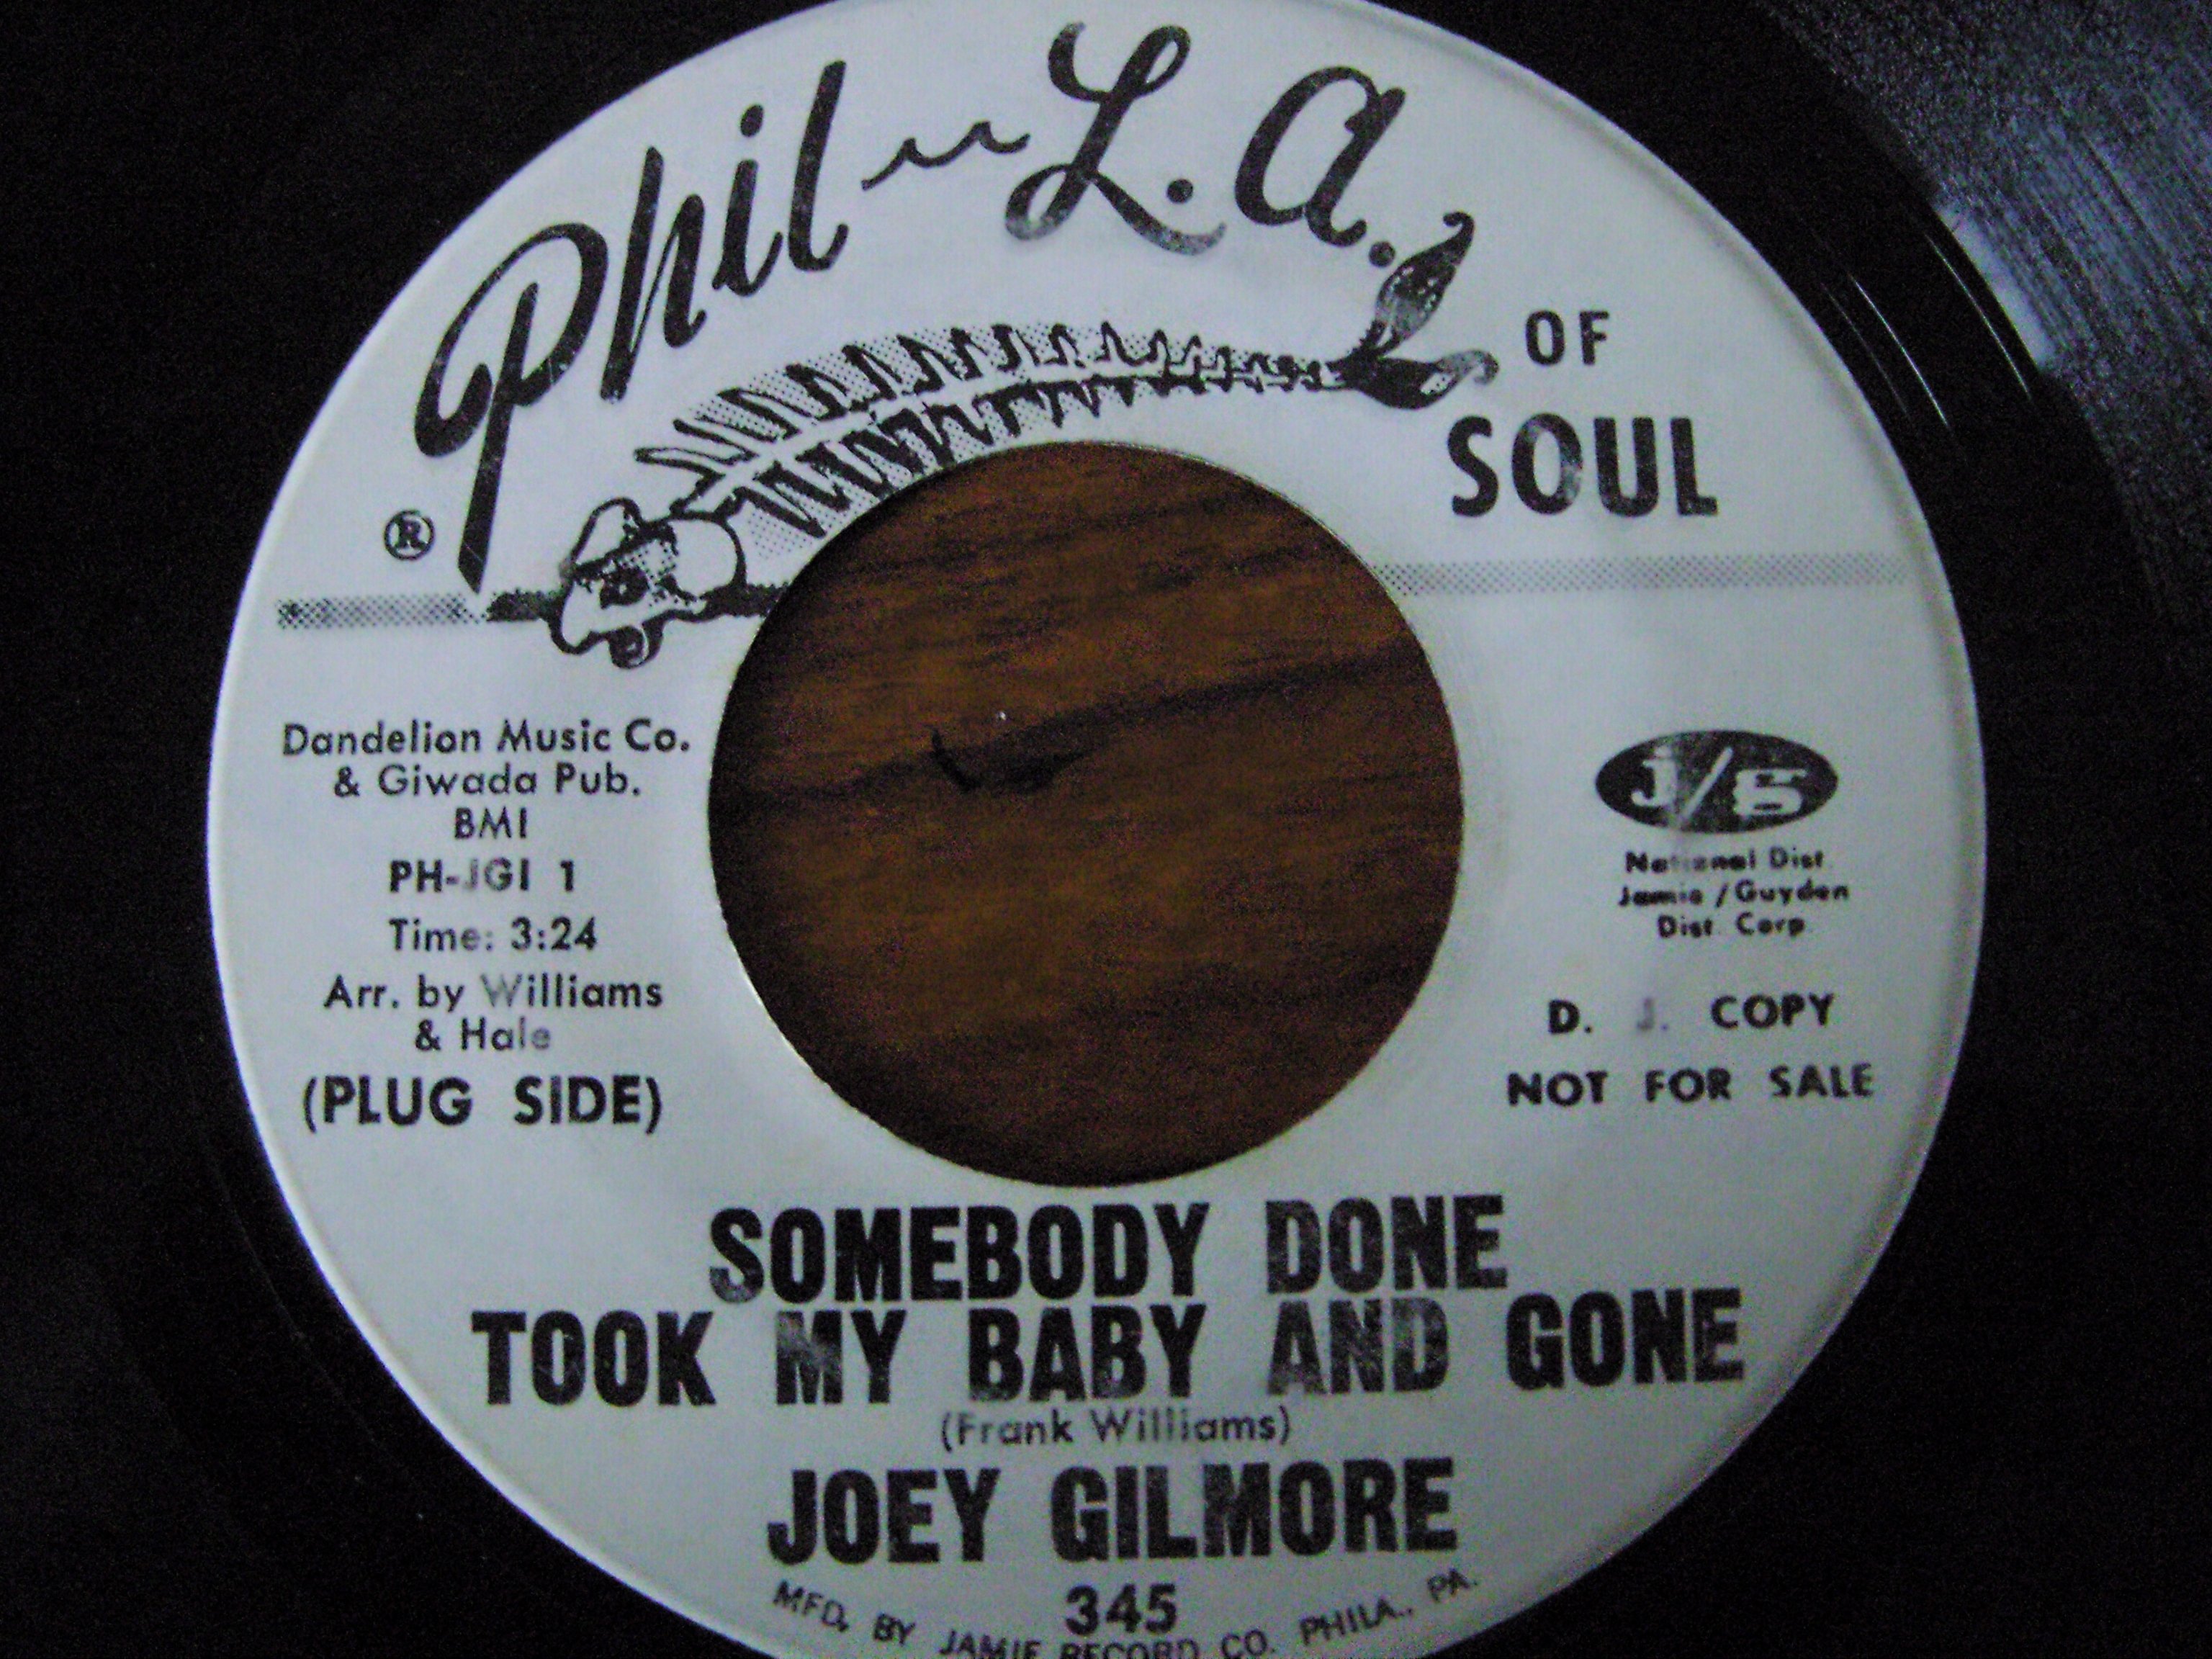 Phil-L.A.
OF
SOUL
®
Dandelion Music Co.
& Giwada Pub.
BMI
PH-JGI 1
Time: 3:24
Arr. by Williams
& Hale
(PLUG SIDE)
J/G
National Dist.
Jamie / Guyden
Dist. Corp.
D. J. COPY
NOT FOR SALE
SOMEBODY DONE
TOOK MY BABY AND GONE
(Frank Williams)
JOEY GILMORE
345
MFD. BY JAMIE RECORD CO. PHILA., PA.